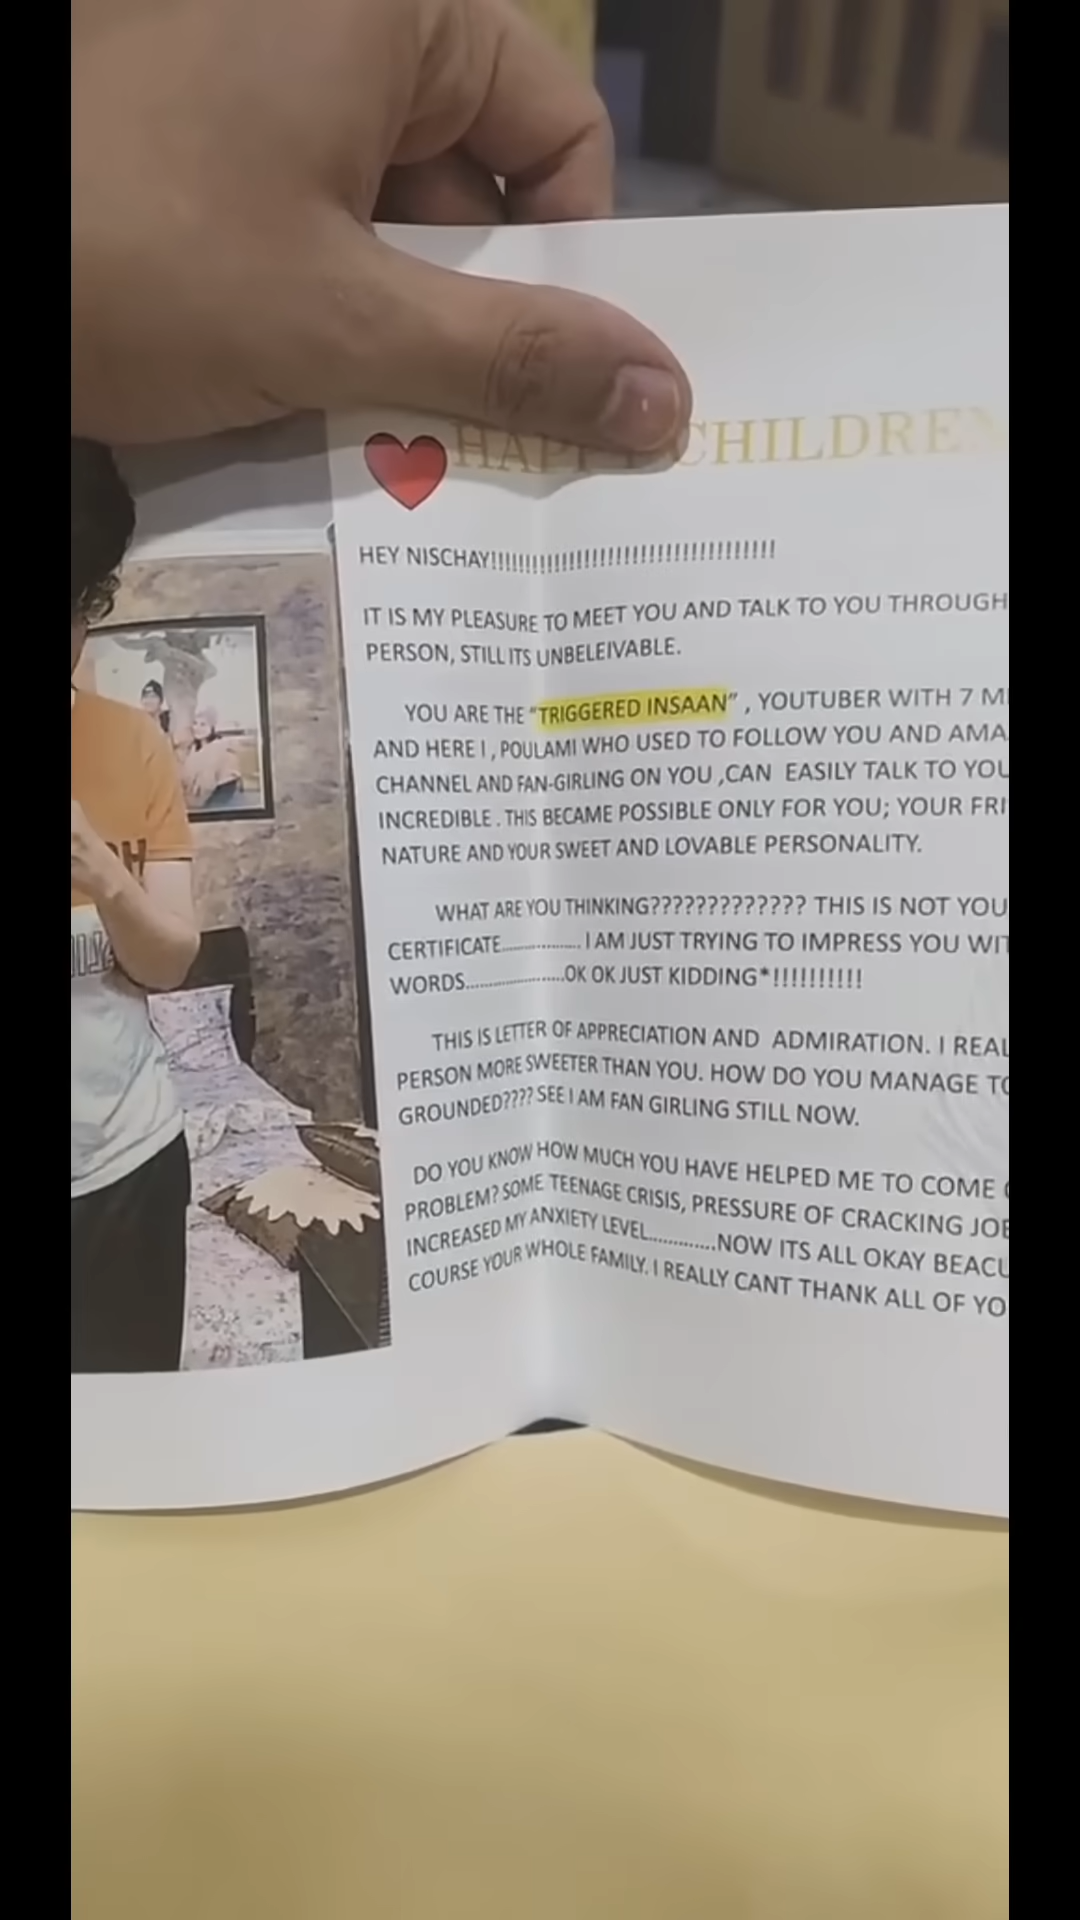 HAPPY CHILDREN
HEY NISCHAY!!!!!!!!!!!!!!!!!!!!!!!!!!!!!!!!!!!!!!
IT IS MY PLEASURE TO MEET YOU AND TALK TO YOU THROUGH
PERSON, STILL ITS UNBELEIVABLE.
YOU ARE THE "TRIGGERED INSAAN" , YOUTUBER WITH 7
AND HERE I , POULAMI WHO USED TO FOLLOW YOU AND
CHANNEL AND FAN-GIRLING ON YOU ,CAN EASILY TALK TO YOU
INCREDIBLE . THIS BECAME POSSIBLE ONLY FOR YOU; YOUR
NATURE AND YOUR SWEET AND LOVABLE PERSONALITY.
WHAT ARE YOU THINKING????????????? THIS IS NOT
CERTIFICATE................ I AM JUST TRYING TO IMPRESS YOU
WORDS.....................OK OK JUST KIDDING*!!!!!!!!!!
THIS IS LETTER OF APPRECIATION AND ADMIRATION. I
PERSON MORE SWEETER THAN YOU. HOW DO YOU MANAGE
GROUNDED???? SEE I AM FAN GIRLING STILL NOW.
DO YOU KNOW HOW MUCH YOU HAVE HELPED ME TO COME
PROBLEM? SOME TEENAGE CRISIS, PRESSURE OF CRACKING
INCREASED MY ANXIETY LEVEL............NOW ITS ALL OKAY
COURSE YOUR WHOLE FAMILY. I REALLY CANT THANK ALL OF